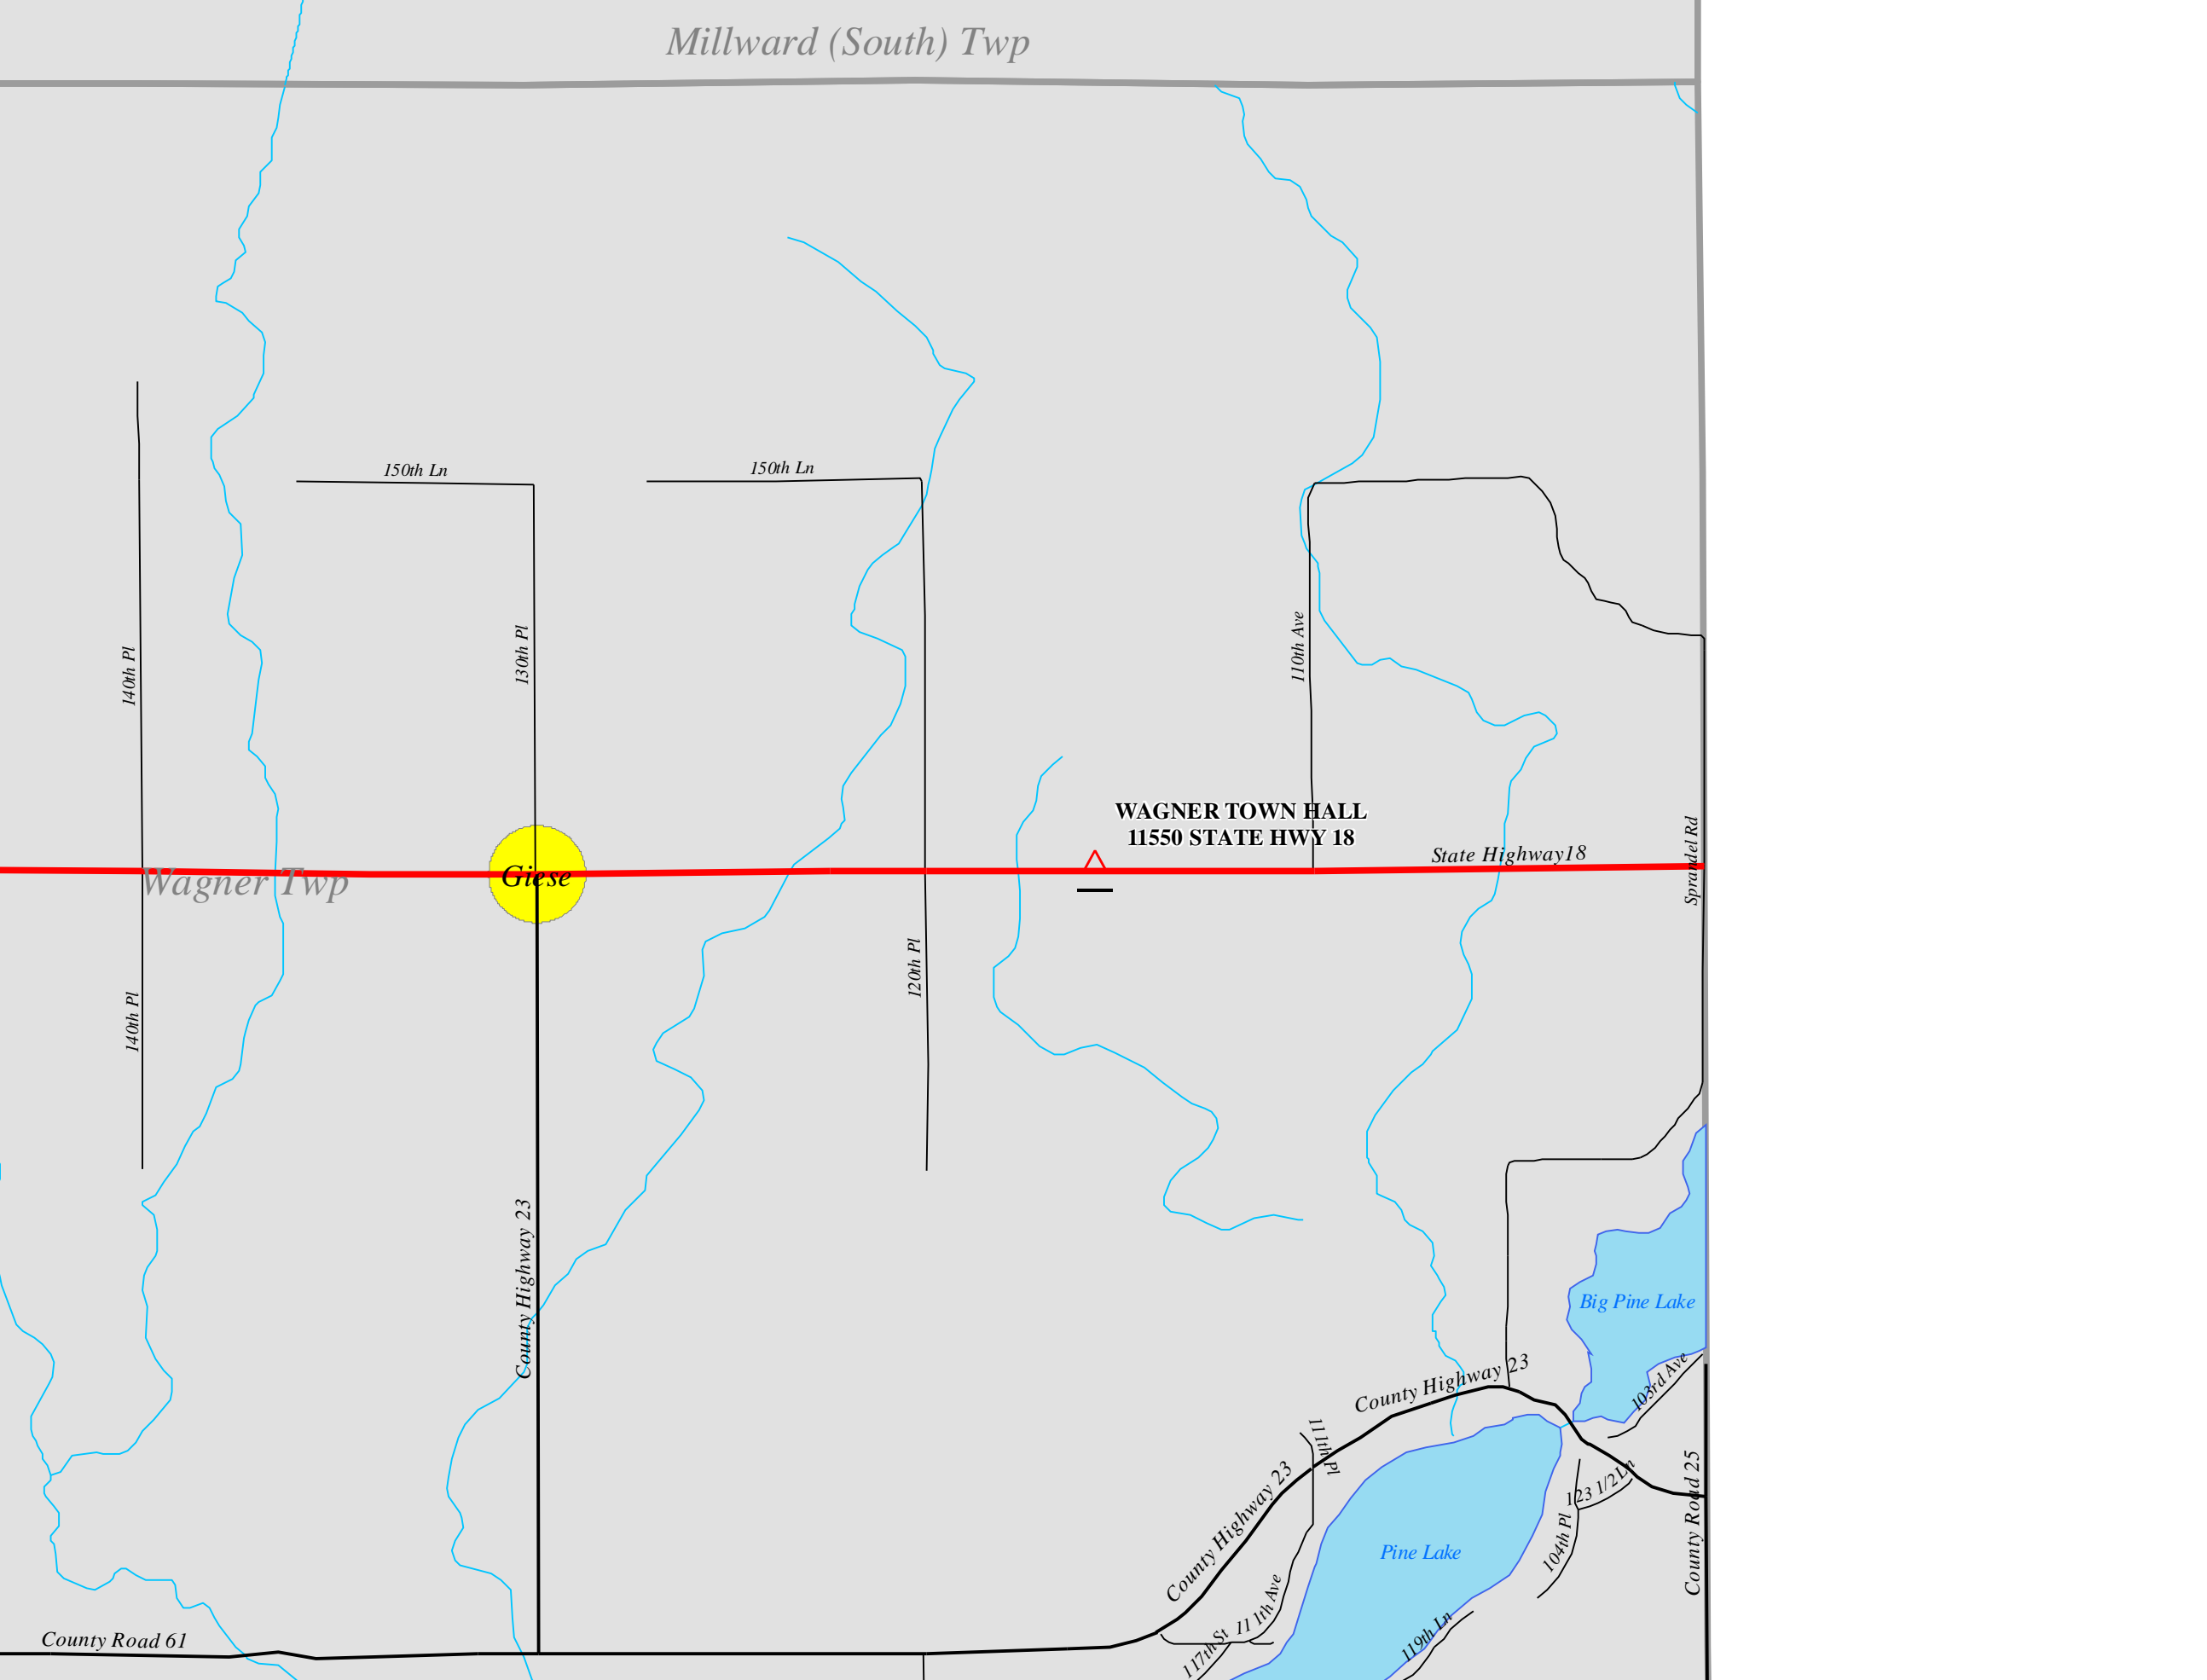 Millward (South) Twp
150th Ln
150th Ln
140th Pl
130th Pl
110th Ave
WAGNER TOWN HALL
11550 STATE HWY 18
State Highway18
Sprandel Rd
Wagner Twp
Giese
120th Pl
140th Pl
County Highway 23
Big Pine Lake
County Highway 23
103rd Ave
111th Pl
County Highway 23
123 1/2 Ln
County Road 25
104th Pl
Pine Lake
111th Ave
117th St
119th Ln
County Road 61